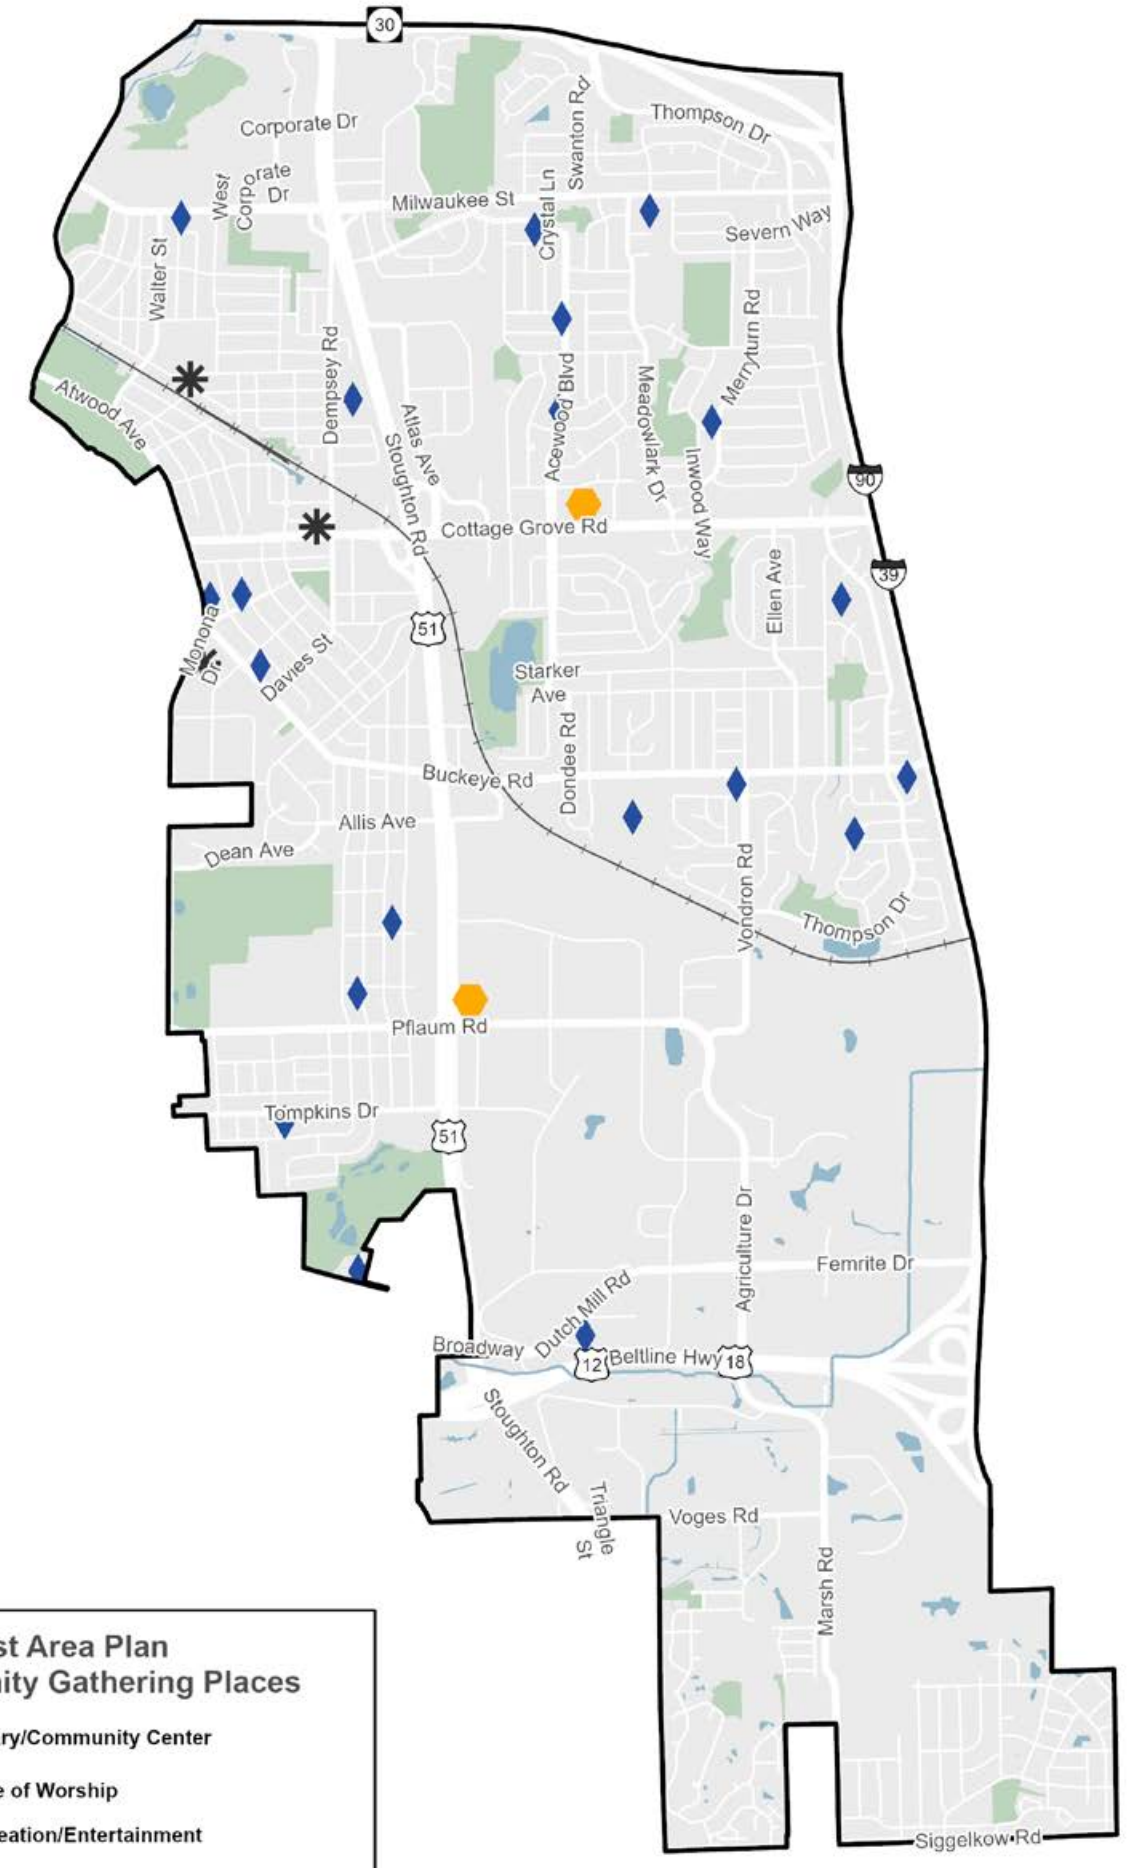 30
Corporate Dr
Thompson Dr
Swanton Rd
West
Corporate
Dr
Milwaukee St
Crystal Ln
Severn Way
Walter St
Merryturn Rd
Dempsey Rd
Atwood Ave
Atlas Ave
Stoughton Rd
Acewood Blvd
Meadowlark Dr
Inwood Way
90
Cottage Grove Rd
39
Ellen Ave
51
Monona
Dr.
Davies St
Starker
Ave
Dondee Rd
Buckeye Rd
Allis Ave
Dean Ave
Vondron Rd
Thompson Dr
Pflaum Rd
Tompkins Dr
51
Agriculture Dr
Femrite Dr
Dutch Mill Rd
Broadway
12
Beltline Hwy
18
Stoughton Rd
Triangle
St
Voges Rd
Marsh Rd
Siggelkow Rd
st Area Plan
nity Gathering Places
ry/Community Center
e of Worship
eation/Entertainment